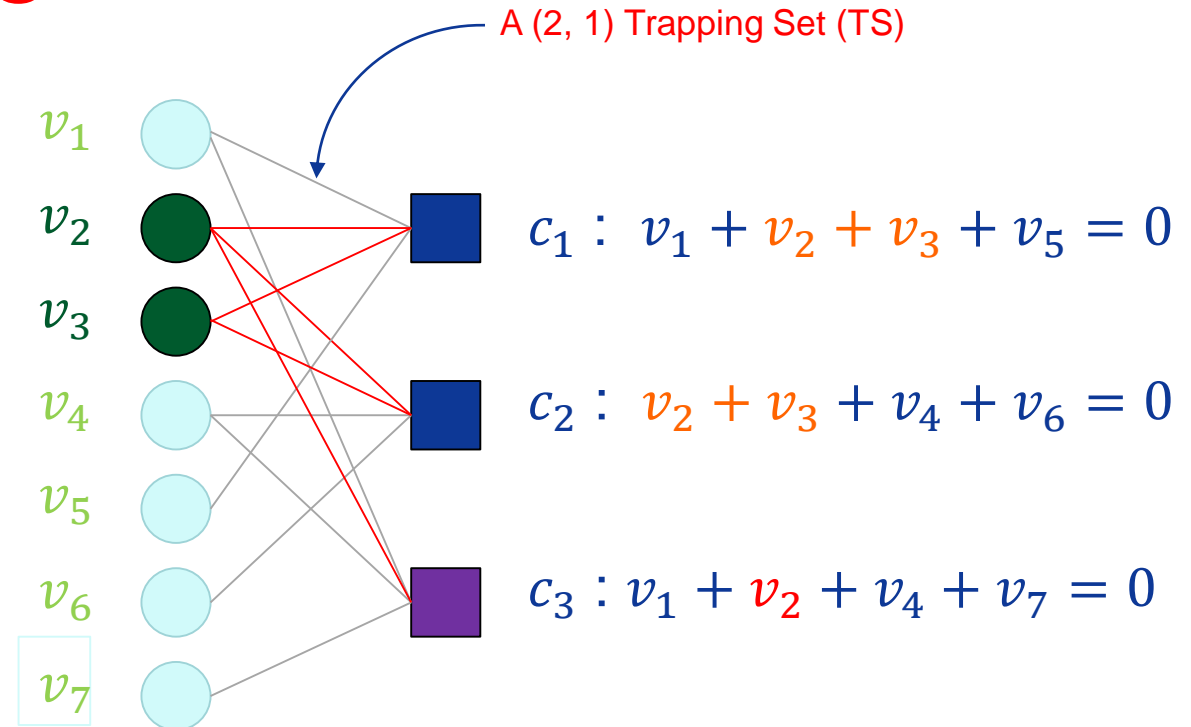 A (2, 1) Trapping Set (TS)
v₁
v₂
c₁ : v₁ + v₂ + v₃ + v₅ = 0
v₃
v₄
c₂ : v₂ + v₃ + v₄ + v₆ = 0
v₅
v₆
c₃ : v₁ + v₂ + v₄ + v₇ = 0
v₇